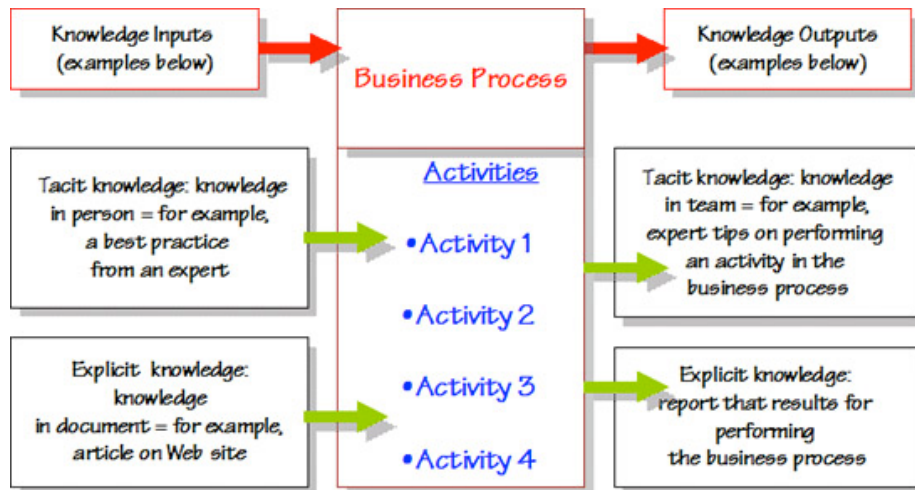 Knowledge Inputs
(examples below)
Business Process
Knowledge Outputs
(examples below)
Tacit knowledge: knowledge
in person = for example,
a best practice
from an expert
Explicit knowledge:
knowledge
in document = for example,
article on Web site
Activities
•Activity 1
•Activity 2
•Activity 3
•Activity 4
Tacit knowledge: knowledge
in team = for example,
expert tips on performing
an activity in the
business process
Explicit knowledge:
report that results for
performing
the business process